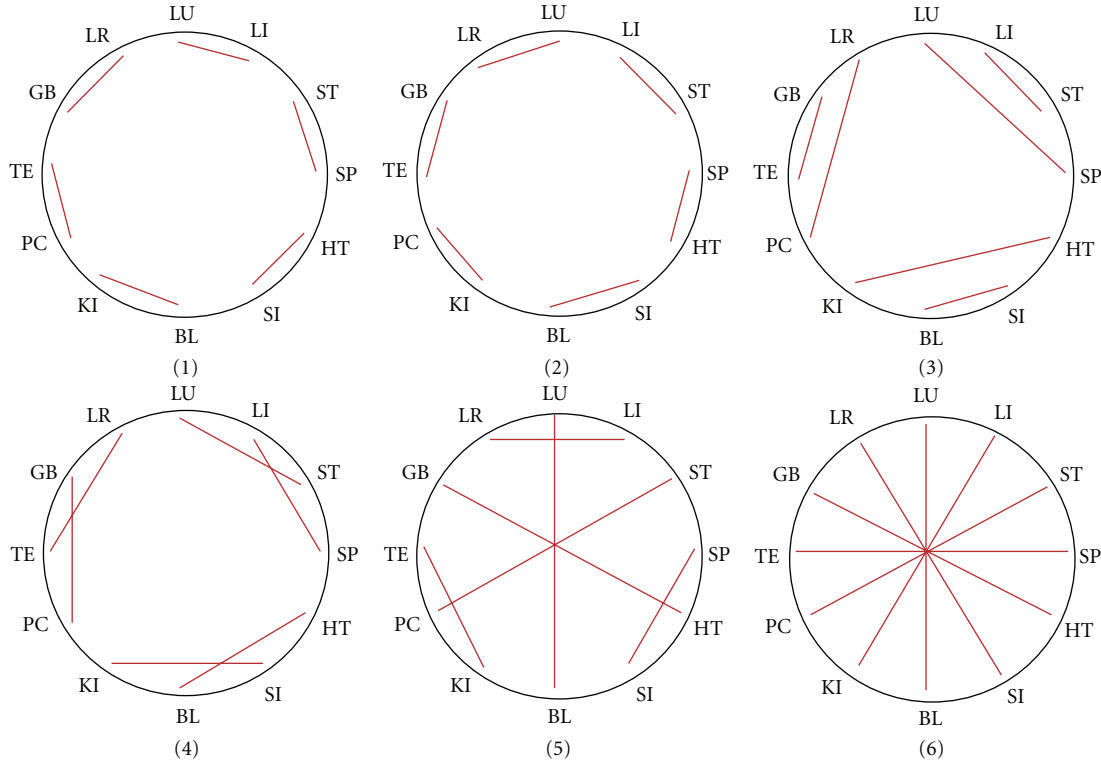 LU
LR
LI
GB
ST
TE
SP
PC
HT
KI
SI
BL
(1)
LU
LR
LI
GB
ST
TE
SP
PC
HT
KI
SI
BL
(2)
LU
LR
LI
GB
ST
TE
SP
PC
HT
KI
SI
BL
(3)
LU
LR
LI
GB
ST
TE
SP
PC
HT
KI
SI
BL
(4)
LU
LR
LI
GB
ST
TE
SP
PC
HT
KI
SI
BL
(5)
LU
LR
LI
GB
ST
TE
SP
PC
HT
KI
SI
BL
(6)